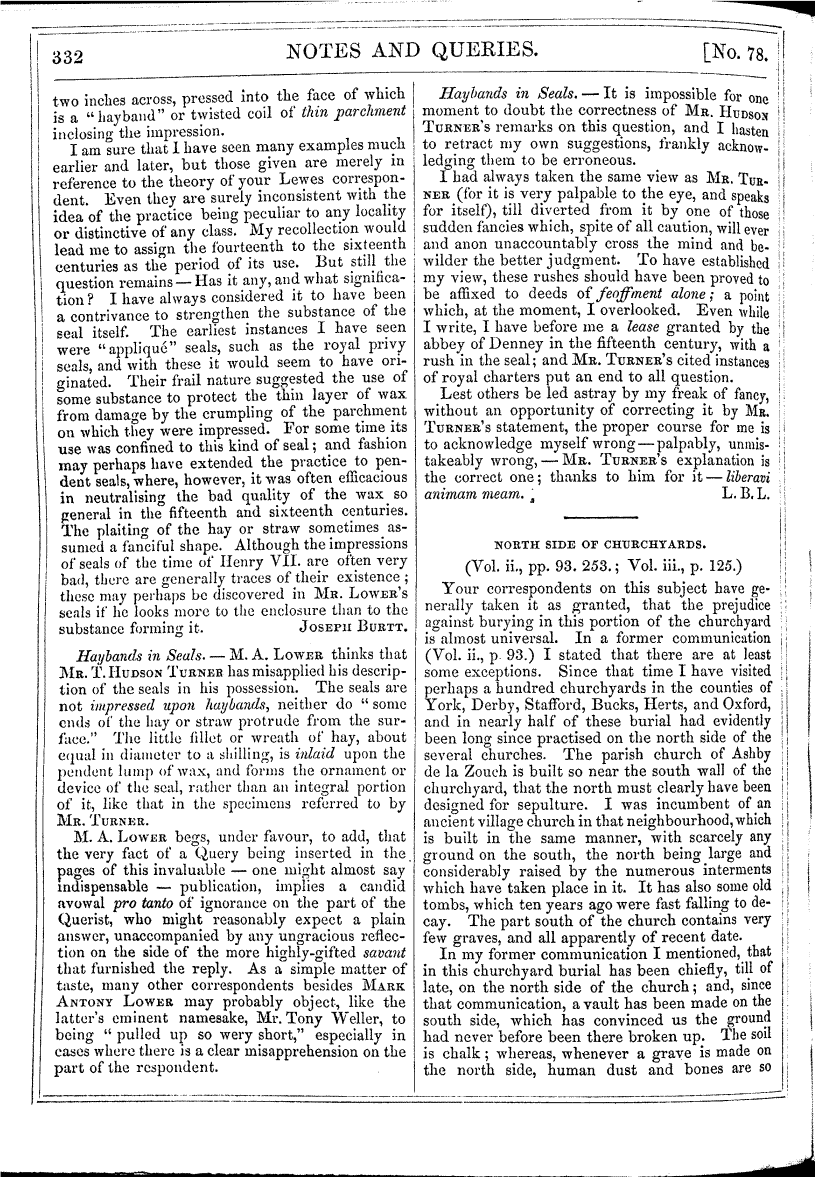 332 NOTES AND QUERIES. [No. 78.
two inches across, pressed into the face of which
is a “hayband” or twisted coil of thin parchment
inclosing the impression.
I am sure that I have seen many examples much
earlier and later, but those given are merely in
reference to the theory of your Lewes correspon-
dent. Even they are surely inconsistent with the
idea of the practice being peculiar to any locality
or distinctive of any class. My recollection would
lead me to assign the fourteenth to the sixteenth
centuries as the period of its use. But still the
question remains — Has it any, and what significa-
tion? I have always considered it to have been
a contrivance to strengthen the substance of the
seal itself. The earliest instances I have seen
were “appliqué” seals, such as the royal privy
seals, and with these it would seem to have ori-
ginated. Their frail nature suggested the use of
some substance to protect the thin layer of wax
from damage by the crumpling of the parchment
on which they were impressed. For some time its
use was confined to this kind of seal; and fashion
may perhaps have extended the practice to pen-
dent seals, where, however, it was often efficacious
in neutralising the bad quality of the wax so
general in the fifteenth and sixteenth centuries.
The plaiting of the hay or straw sometimes as-
sumed a fanciful shape. Although the impressions
of seals of the time of Henry VII. are often very
bad, there are generally traces of their existence;
these may perhaps be discovered in MR. LOWER'S
seals if he looks more to the enclosure than to the
substance forming it. JOSEPH BURTT.
Haybands in Seals. — M. A. LOWER thinks that
MR. T. HUDSON TURNER has misapplied his descrip-
tion of the seals in his possession. The seals are
not impressed upon haybands, neither do “some
ends of the hay or straw protrude from the sur-
face.” The little fillet or wreath of hay, about
equal in diameter to a shilling, is inlaid upon the
pendent lump of wax, and forms the ornament or
device of the seal, rather than an integral portion
of it, like that in the specimens referred to by
MR. TURNER.
M. A. LOWER begs, under favour, to add, that
the very fact of a Query being inserted in the
pages of this invaluable — one might almost say
indispensable — publication, implies a candid
avowal pro tanto of ignorance on the part of the
Querist, who might reasonably expect a plain
answer, unaccompanied by any ungracious reflec-
tion on the side of the more highly-gifted savant
that furnished the reply. As a simple matter of
taste, many other correspondents besides MARK
ANTONY LOWER may probably object, like the
latter's eminent namesake, Mr. Tony Weller, to
being “pulled up so wery short,” especially in
cases where there is a clear misapprehension on the
part of the respondent.
Haybands in Seals. — It is impossible for one
moment to doubt the correctness of MR. HUDSON
TURNER'S remarks on this question, and I hasten
to retract my own suggestions, frankly acknow-
ledging them to be erroneous.
I had always taken the same view as MR. TUR-
NER (for it is very palpable to the eye, and speaks
for itself), till diverted from it by one of those
sudden fancies which, spite of all caution, will ever
and anon unaccountably cross the mind and be-
wilder the better judgment. To have established
my view, these rushes should have been proved to
be affixed to deeds of feoffment alone; a point
which, at the moment, I overlooked. Even while
I write, I have before me a lease granted by the
abbey of Denney in the fifteenth century, with a
rush in the seal; and MR. TURNER'S cited instances
of royal charters put an end to all question.
Lest others be led astray by my freak of fancy,
without an opportunity of correcting it by MR.
TURNER'S statement, the proper course for me is
to acknowledge myself wrong — palpably, unmis-
takeably wrong, — MR. TURNER'S explanation is
the correct one; thanks to him for it — liberavi
animam meam. L. B. L.
NORTH SIDE OF CHURCHYARDS.
(Vol. ii., pp. 93. 253.; Vol. iii., p. 125.)
Your correspondents on this subject have ge-
nerally taken it as granted, that the prejudice
against burying in this portion of the churchyard
is almost universal. In a former communication
(Vol. ii., p. 93.) I stated that there are at least
some exceptions. Since that time I have visited
perhaps a hundred churchyards in the counties of
York, Derby, Stafford, Bucks, Herts, and Oxford,
and in nearly half of these burial had evidently
been long since practised on the north side of the
several churches. The parish church of Ashby
de la Zouch is built so near the south wall of the
churchyard, that the north must clearly have been
designed for sepulture. I was incumbent of an
ancient village church in that neighbourhood, which
is built in the same manner, with scarcely any
ground on the south, the north being large and
considerably raised by the numerous interments
which have taken place in it. It has also some old
tombs, which ten years ago were fast falling to de-
cay. The part south of the church contains very
few graves, and all apparently of recent date.
In my former communication I mentioned, that
in this churchyard burial has been chiefly, till of
late, on the north side of the church; and, since
that communication, a vault has been made on the
south side, which has convinced us the ground
had never before been there broken up. The soil
is chalk; whereas, whenever a grave is made on
the north side, human dust and bones are so